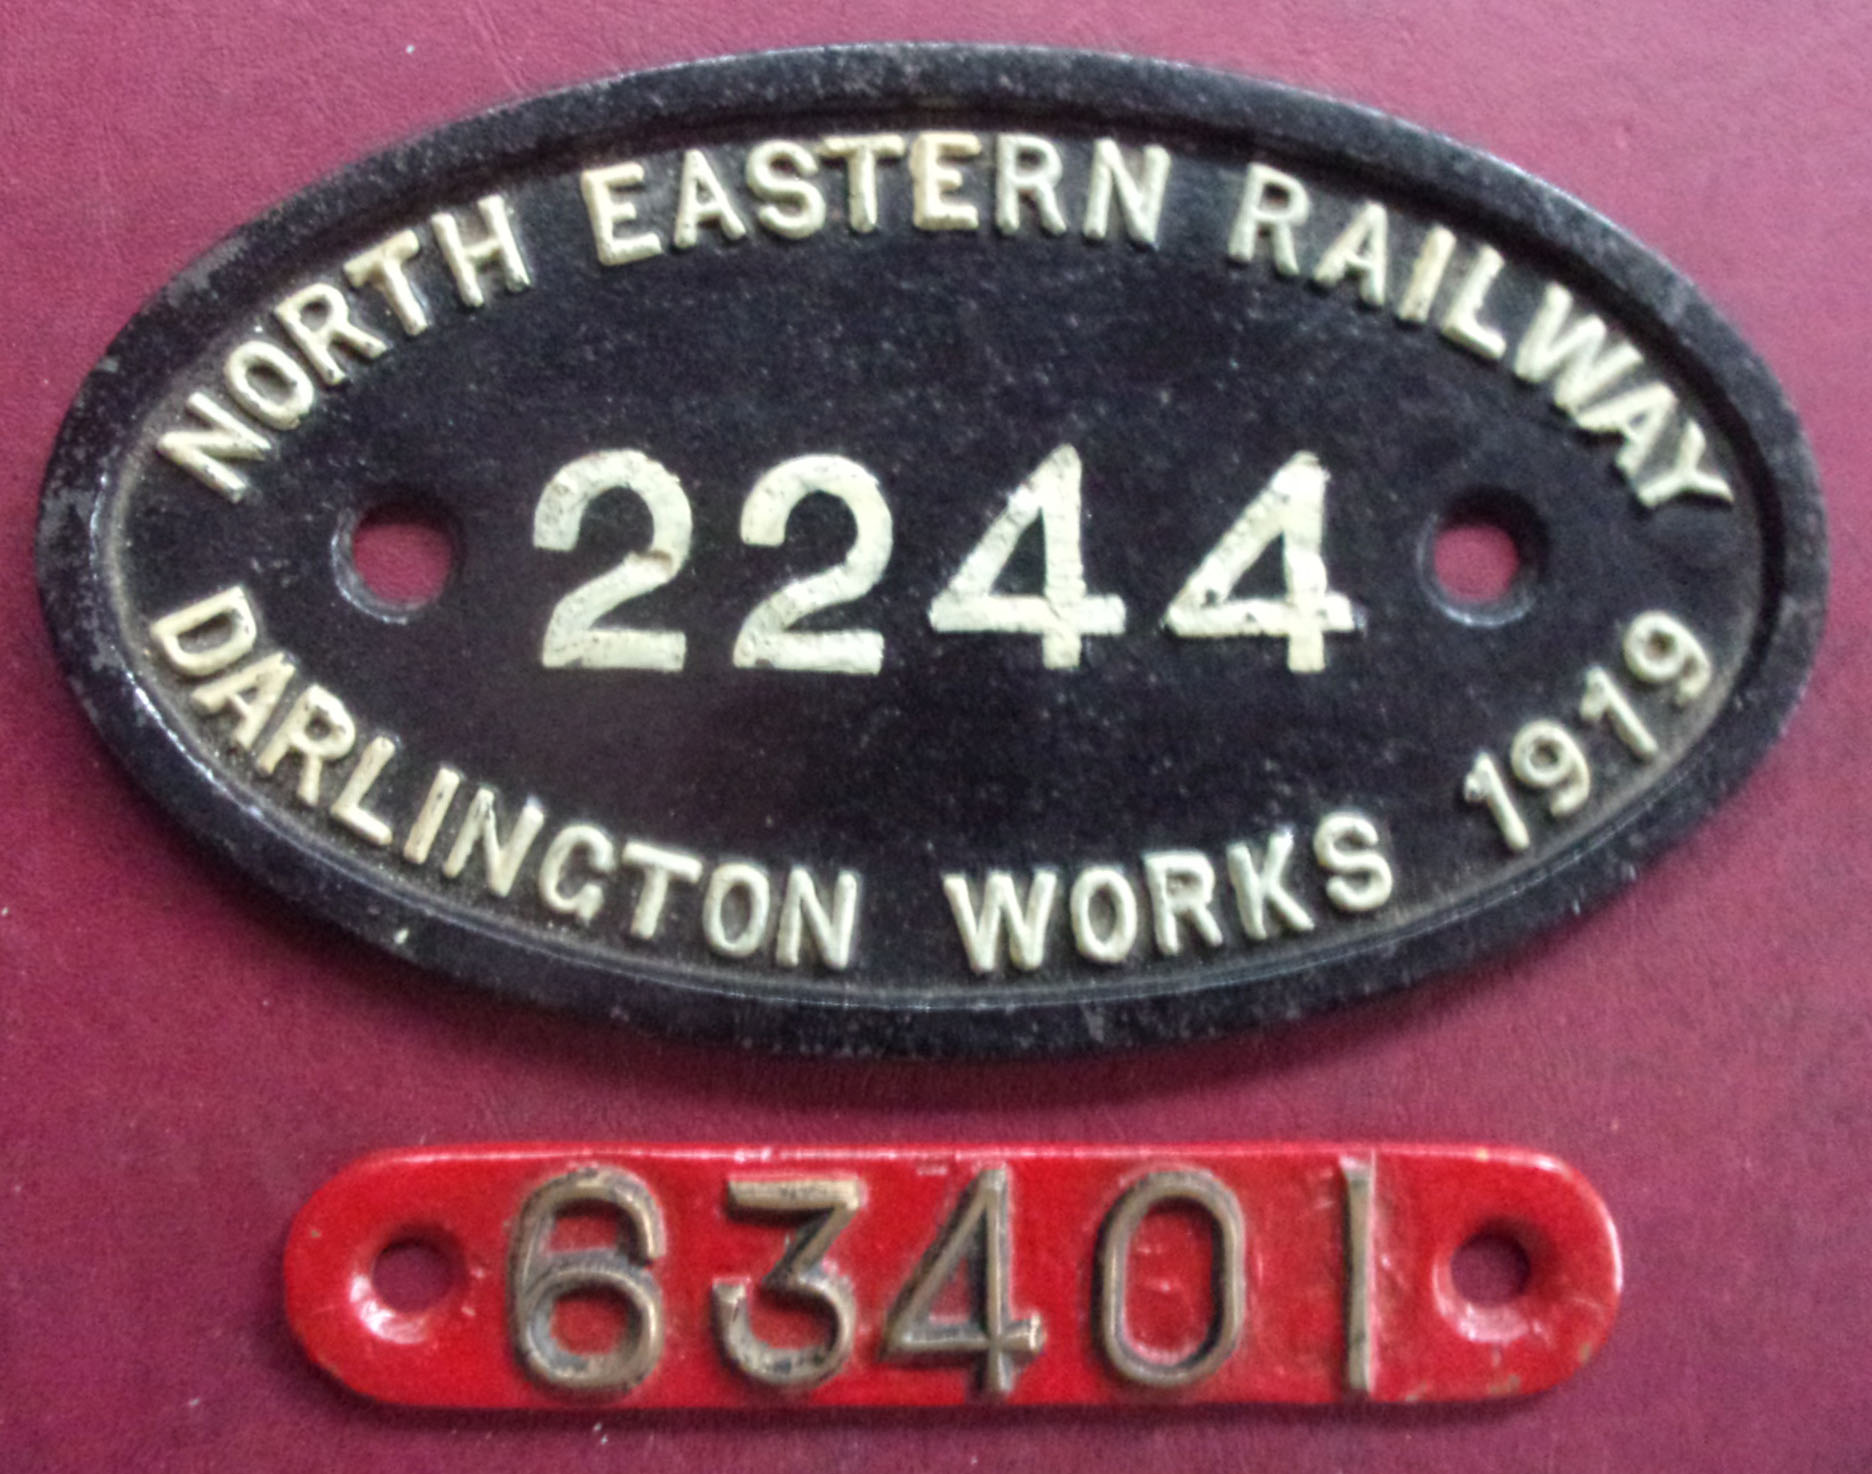 NORTH EASTERN RAILWAY
2244
DARLINGTON WORKS 1919
63401